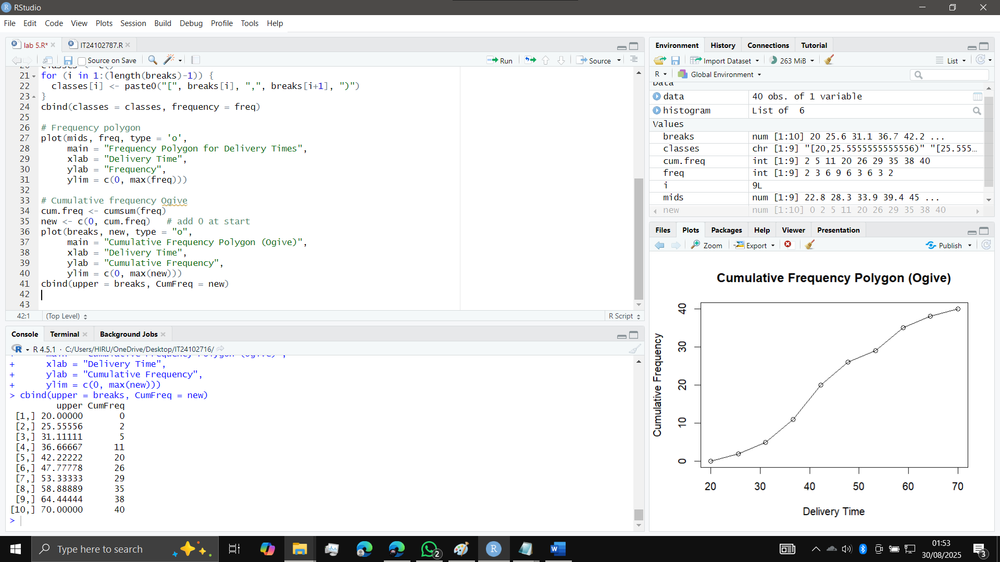 RStudio
File Edit Code View Plots Session Build Debug Profile Tools Help
lab 5.R* IT24102787.R
Source on Save Run Source
21 for (i in 1:(length(breaks)-1)) {
22 classes[i] <- paste0("[", breaks[i], ",", breaks[i+1], ")")
23 }
24 cbind(classes = classes, frequency = freq)
25
26 # Frequency polygon
27 plot(mids, freq, type = 'o',
28 main = "Frequency Polygon for Delivery Times",
29 xlab = "Delivery Time",
30 ylab = "Frequency",
31 ylim = c(0, max(freq)))
32
33 # Cumulative frequency Ogive
34 cum.freq <- cumsum(freq)
35 new <- c(0, cum.freq)   # add 0 at start
36 plot(breaks, new, type = "o",
37 main = "Cumulative Frequency Polygon (Ogive)",
38 xlab = "Delivery Time",
39 ylab = "Cumulative Frequency",
40 ylim = c(0, max(new)))
41 cbind(upper = breaks, CumFreq = new)
42
43
42:1 (Top Level) R Script
Console Terminal Background Jobs
R R 4.5.1 · C:/Users/HIRU/OneDrive/Desktop/IT24102716/
+ xlab = "Delivery Time",
+ ylab = "Cumulative Frequency",
+ ylim = c(0, max(new)))
> cbind(upper = breaks, CumFreq = new)
upper CumFreq
[1,] 20.00000 0
[2,] 25.55556 2
[3,] 31.11111 5
[4,] 36.66667 11
[5,] 42.22222 20
[6,] 47.77778 26
[7,] 53.33333 29
[8,] 58.88889 35
[9,] 64.44444 38
[10,] 70.00000 40
>
Environment History Connections Tutorial
Import Dataset 263 MiB List
R Global Environment
Data
data 40 obs. of 1 variable
histogram List of 6
Values
breaks num [1:10] 20 25.6 31.1 36.7 42.2 ...
classes chr [1:9] "[20,25.5555555555556)" "[25.555…
cum.freq int [1:9] 2 5 11 20 26 29 35 38 40
freq int [1:9] 2 3 6 9 6 3 6 3 2
i 9L
mids num [1:9] 22.8 28.3 33.9 39.4 45 ...
new num [1:10] 0 2 5 11 20 26 29 35 38 40
Files Plots Packages Help Viewer Presentation
Zoom Export Publish
Cumulative Frequency Polygon (Ogive)
Cumulative Frequency
40
30
20
10
0
20 30 40 50 60 70
Delivery Time
Type here to search
2
R
W
01:53
30/08/2025
3